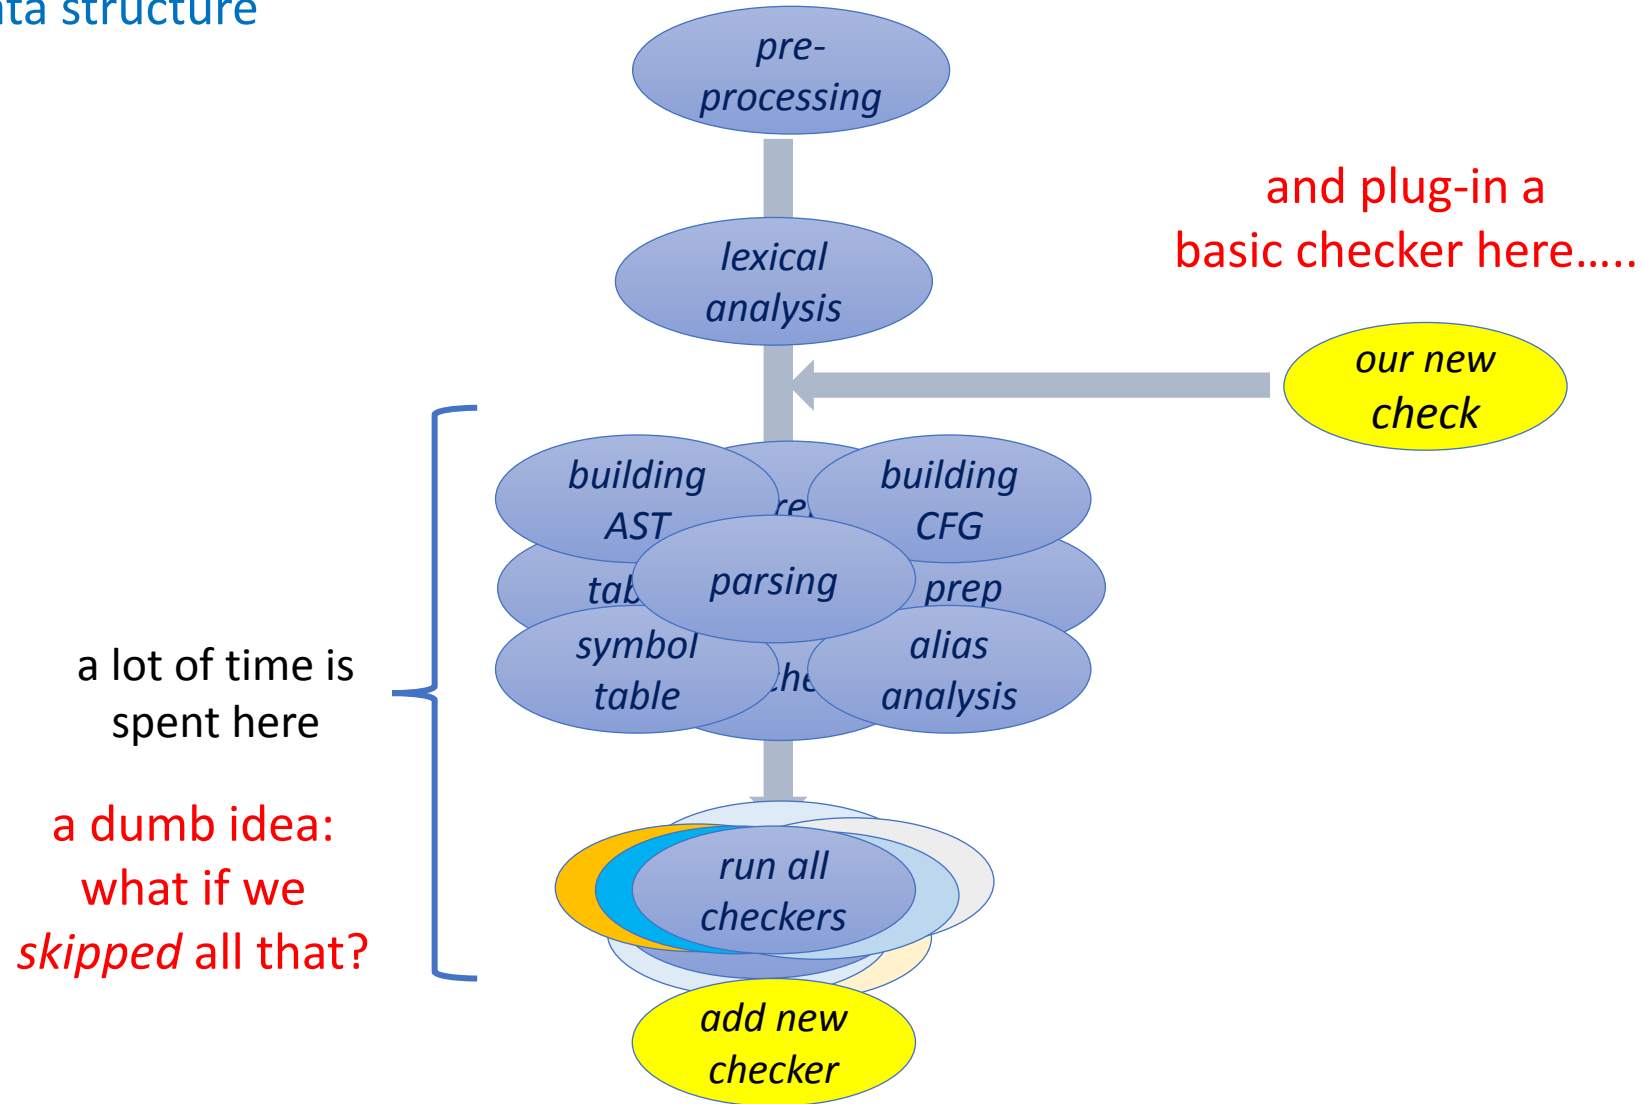 structure
pre-
processing
and plug-in a
basic checker here…..
lexical
analysis
our new
check
building
AST
building
CFG
parsing
prep
symbol
table
alias
analysis
a lot of time is
spent here
a dumb idea:
what if we
skipped all that?
run all
checkers
add new
checker